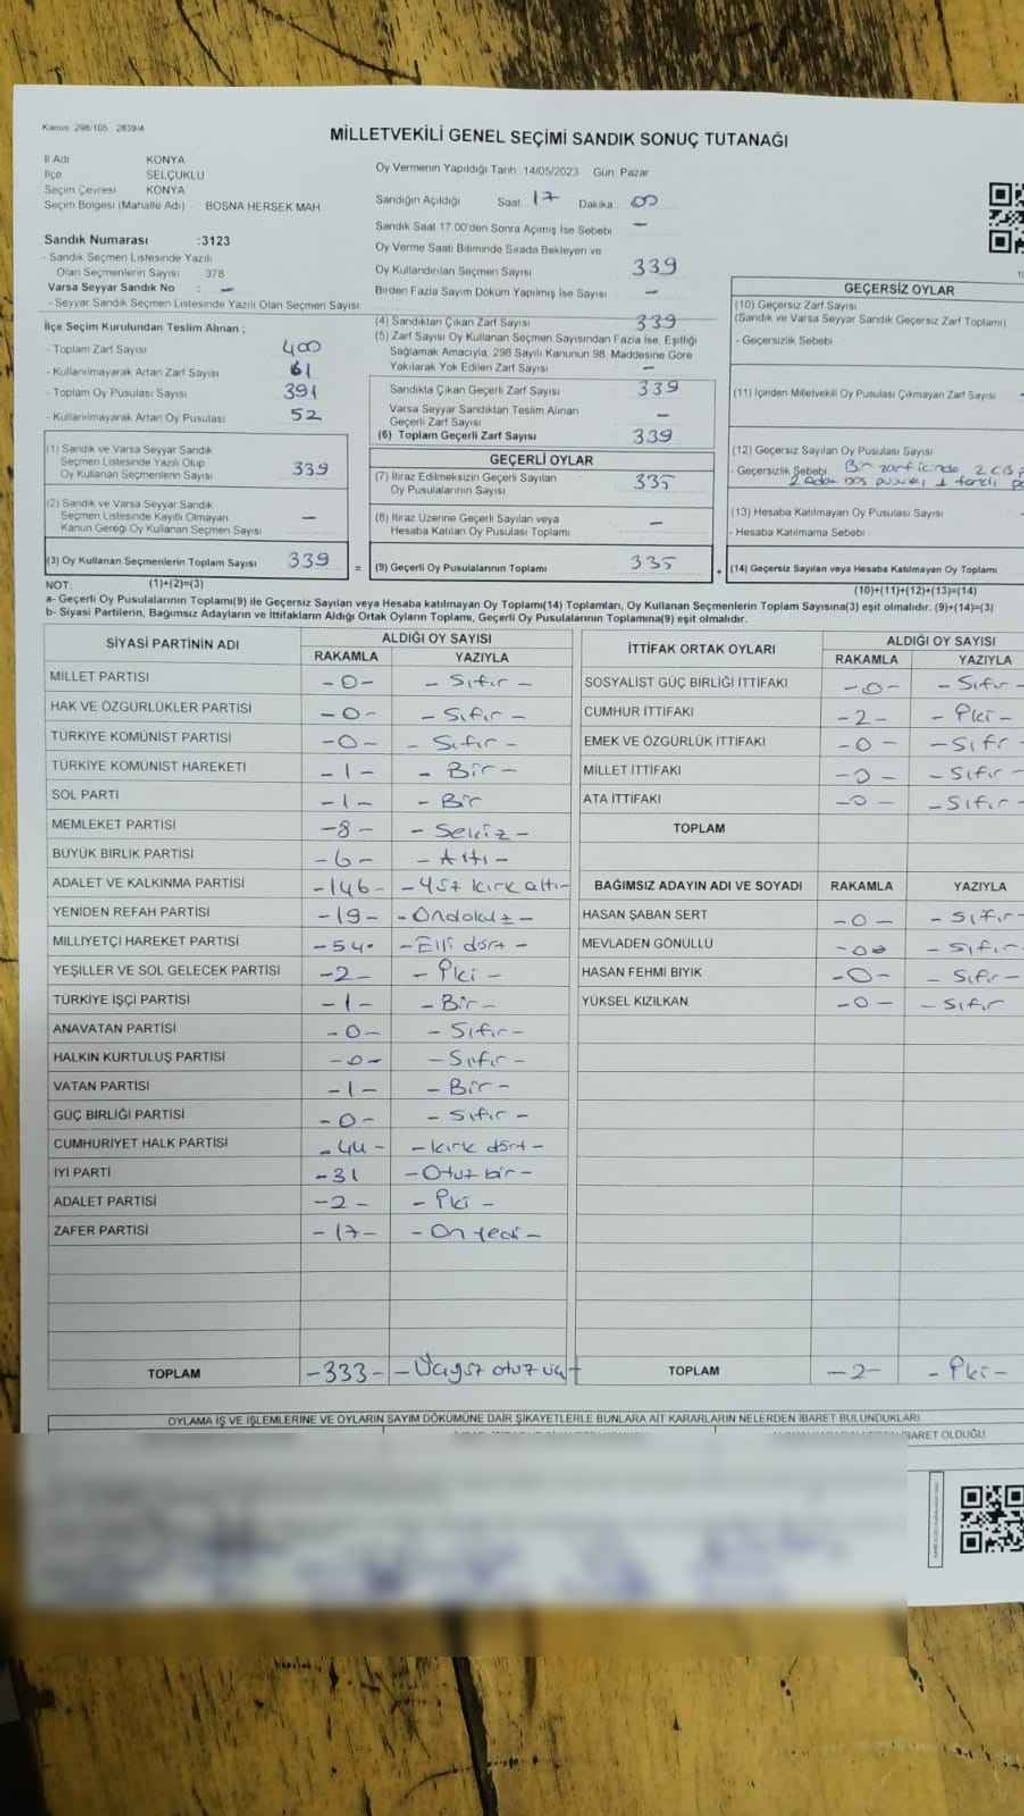 Kanun: 298/105 2839/4
MİLLETVEKİLİ GENEL SEÇİMİ SANDIK SONUÇ TUTANAĞI
İl Adı KONYA
İlçe SELÇUKLU
Seçim Çevresi KONYA
Seçim Bölgesi (Mahalle Adı) BOSNA HERSEK MAH.
Sandık Numarası :3123
- Sandık Seçmen Listesinde Yazılı
Olan Seçmenlerin Sayısı 378
Varsa Seyyar Sandık No : -
- Seyyar Sandık Seçmen Listesinde Yazılı Olan Seçmen Sayısı:
Oy Vermenin Yapıldığı Tarih: 14/05/2023 Gün: Pazar
Sandığın Açıldığı Saat: 17 Dakika: 00
Sandık Saat 17.00'den Sonra Açılmış İse Sebebi -
Oy Verme Saati Bitiminde Sırada Bekleyen ve
Oy Kullandırılan Seçmen Sayısı 339
Birden Fazla Sayım Döküm Yapılmış İse Sayısı -
İlçe Seçim Kurulundan Teslim Alınan ;
- Toplam Zarf Sayısı 400
- Kullanılmayarak Artan Zarf Sayısı 61
- Toplam Oy Pusulası Sayısı 391
- Kullanılmayarak Artan Oy Pusulası 52
(1) Sandık ve Varsa Seyyar Sandık
Seçmen Listesinde Yazılı Olup
Oy Kullanan Seçmenlerin Sayısı 339
(2) Sandık ve Varsa Seyyar Sandık
Seçmen Listesinde Kayıtlı Olmayan
Kanun Gereği Oy Kullanan Seçmen Sayısı -
(3) Oy Kullanan Seçmenlerin Toplam Sayısı 339 =
(4) Sandıktan Çıkan Zarf Sayısı 339
(5) Zarf Sayısı Oy Kullanan Seçmen Sayısından Fazla İse, Eşitliği
Sağlamak Amacıyla, 298 Sayılı Kanunun 98. Maddesine Göre
Yakılarak Yok Edilen Zarf Sayısı -
Sandıkta Çıkan Geçerli Zarf Sayısı 339
Varsa Seyyar Sandıktan Teslim Alınan
Geçerli Zarf Sayısı -
(6) Toplam Geçerli Zarf Sayısı 339
GEÇERLİ OYLAR
(7) İtiraz Edilmeksizin Geçerli Sayılan
Oy Pusulalarının Sayısı 335
(8) İtiraz Üzerine Geçerli Sayılan veya
Hesaba Katılan Oy Pusulası Toplamı -
(9) Geçerli Oy Pusulalarının Toplamı 335 +
GEÇERSİZ OYLAR
(10) Geçersiz Zarf Sayısı
(Sandık ve Varsa Seyyar Sandık Geçersiz Zarf Toplamı)
- Geçersizlik Sebebi
(11) İçinden Milletvekili Oy Pusulası Çıkmayan Zarf Sayısı -
(12) Geçersiz Sayılan Oy Pusulası Sayısı
- Geçersizlik Sebebi Bir zarf içinde 2 CB
2 adet boş pusula 1 farklı
(13) Hesaba Katılmayan Oy Pusulası Sayısı
- Hesaba Katılmama Sebebi
(14) Geçersiz Sayılan veya Hesaba Katılmayan Oy Toplamı
NOT: (1)+(2)=(3) (10)+(11)+(12)+(13)=(14)
a- Geçerli Oy Pusulalarının Toplamı(9) ile Geçersiz Sayılan veya Hesaba katılmayan Oy Toplamı(14) Toplamları, Oy Kullanan Seçmenlerin Toplam Sayısına(3) eşit olmalıdır. (9)+(14)=(3)
b- Siyasi Partilerin, Bağımsız Adayların ve İttifakların Aldığı Ortak Oyların Toplamı, Geçerli Oy Pusulalarının Toplamına(9) eşit olmalıdır.
SİYASİ PARTİNİN ADI ALDIĞI OY SAYISI
RAKAMLA YAZIYLA
MİLLET PARTİSİ -0- - Sıfır -
HAK VE ÖZGÜRLÜKLER PARTİSİ -0- - Sıfır -
TÜRKİYE KOMÜNİST PARTİSİ -0- - Sıfır -
TÜRKİYE KOMÜNİST HAREKETİ -1- - Bir -
SOL PARTİ -1- - Bir
MEMLEKET PARTİSİ -8- - Sekiz -
BÜYÜK BİRLİK PARTİSİ -6- - Altı -
ADALET VE KALKINMA PARTİSİ -146- - Yüz kırk altı -
YENİDEN REFAH PARTİSİ -19- - Ondokuz -
MİLLİYETÇİ HAREKET PARTİSİ -54- - Elli dört -
YEŞİLLER VE SOL GELECEK PARTİSİ -2- - İki -
TÜRKİYE İŞÇİ PARTİSİ -1- - Bir -
ANAVATAN PARTİSİ -0- - Sıfır -
HALKIN KURTULUŞ PARTİSİ -0- - Sıfır -
VATAN PARTİSİ -1- - Bir -
GÜÇ BİRLİĞİ PARTİSİ -0- - Sıfır -
CUMHURİYET HALK PARTİSİ -44- - kırk dört -
İYİ PARTİ -31 - Otuz bir -
ADALET PARTİSİ -2- - İki -
ZAFER PARTİSİ -17- - On yedi -
TOPLAM -333- - Üçyüz otuz üç -
İTTİFAK ORTAK OYLARI ALDIĞI OY SAYISI
RAKAMLA YAZIYLA
SOSYALİST GÜÇ BİRLİĞİ İTTİFAKI -0- - Sıfır -
CUMHUR İTTİFAKI -2- - İki -
EMEK VE ÖZGÜRLÜK İTTİFAKI -0- - Sıfır
MİLLET İTTİFAKI -0- - Sıfır -
ATA İTTİFAKI -0- - Sıfır -
TOPLAM
BAĞIMSIZ ADAYIN ADI VE SOYADI RAKAMLA YAZIYLA
HASAN ŞABAN SERT -0- - Sıfır -
MEVLADEN GÖNÜLLÜ -0- - Sıfır -
HASAN FEHMİ BIYIK -0- - Sıfır -
YÜKSEL KIZILKAN -0- - Sıfır
TOPLAM -2- - İki -
OYLAMA İŞ VE İŞLEMLERİNE VE OYLARIN SAYIM DÖKÜMÜNE DAİR ŞİKAYETLERLE BUNLARA AİT KARARLARIN NELERDEN İBARET BULUNDUKLARI
İBARET OLDUĞU